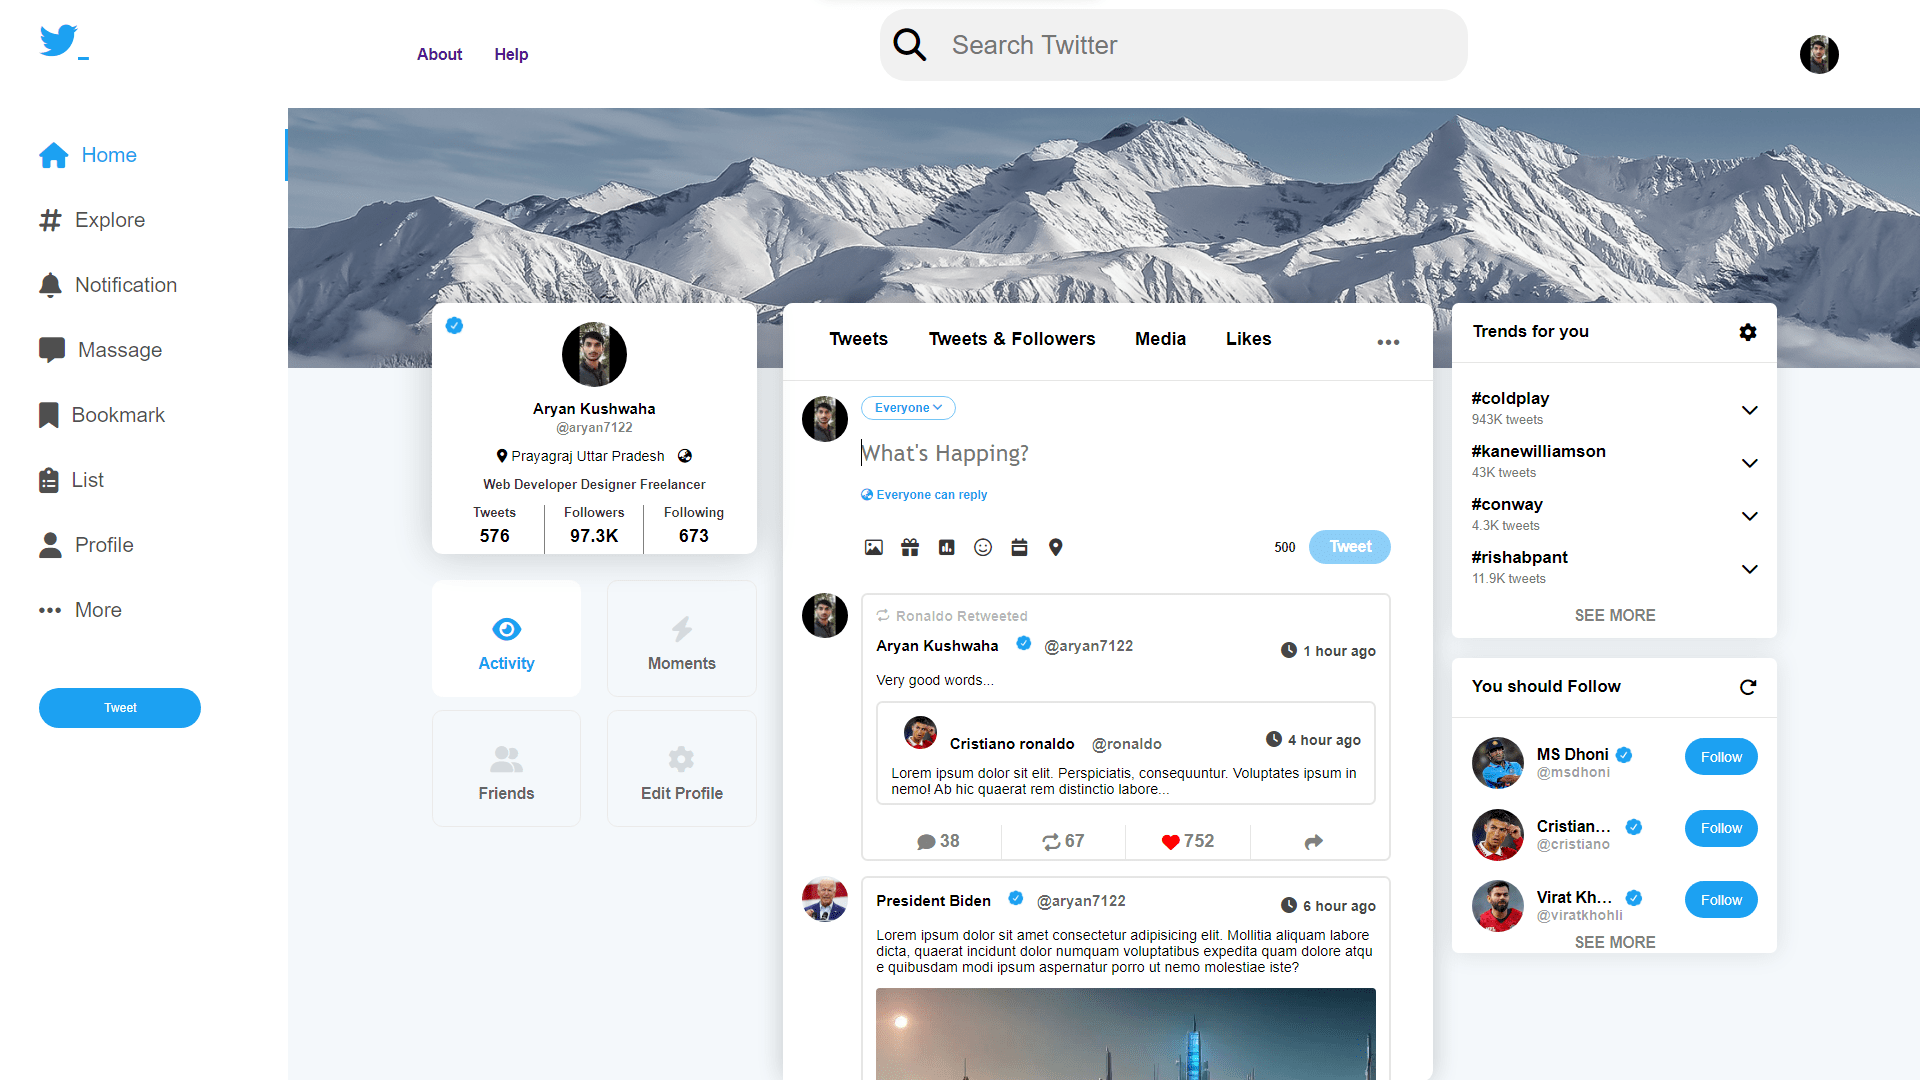 About Help
Search Twitter
Home
Explore
Notification
Massage
Bookmark
List
Profile
More
Tweet
Aryan Kushwaha
@aryan7122
Prayagraj Uttar Pradesh
Web Developer Designer Freelancer
Tweets Followers Following
576 97.3K 673
Activity
Moments
Friends
Edit Profile
Tweets Tweets & Followers Media Likes
Everyone
What's Happing?
Everyone can reply
500 Tweet
Ronaldo Retweeted
Aryan Kushwaha @aryan7122 1 hour ago
Very good words...
Cristiano ronaldo @ronaldo 4 hour ago
Lorem ipsum dolor sit elit. Perspiciatis, consequuntur. Voluptates ipsum in
nemo! Ab hic quaerat rem distinctio labore...
38 67 752
President Biden @aryan7122 6 hour ago
Lorem ipsum dolor sit amet consectetur adipisicing elit. Mollitia aliquam labore
dicta, quaerat incidunt dolor numquam voluptatibus expedita quam dolore atqu
e quibusdam modi ipsum aspernatur porro ut nemo molestiae iste?
Trends for you
#coldplay
943K tweets
#kanewilliamson
43K tweets
#conway
4.3K tweets
#rishabpant
11.9K tweets
SEE MORE
You should Follow
MS Dhoni
@msdhoni
Follow
Cristian...
@cristiano
Follow
Virat Kh...
@viratkhohli
Follow
SEE MORE